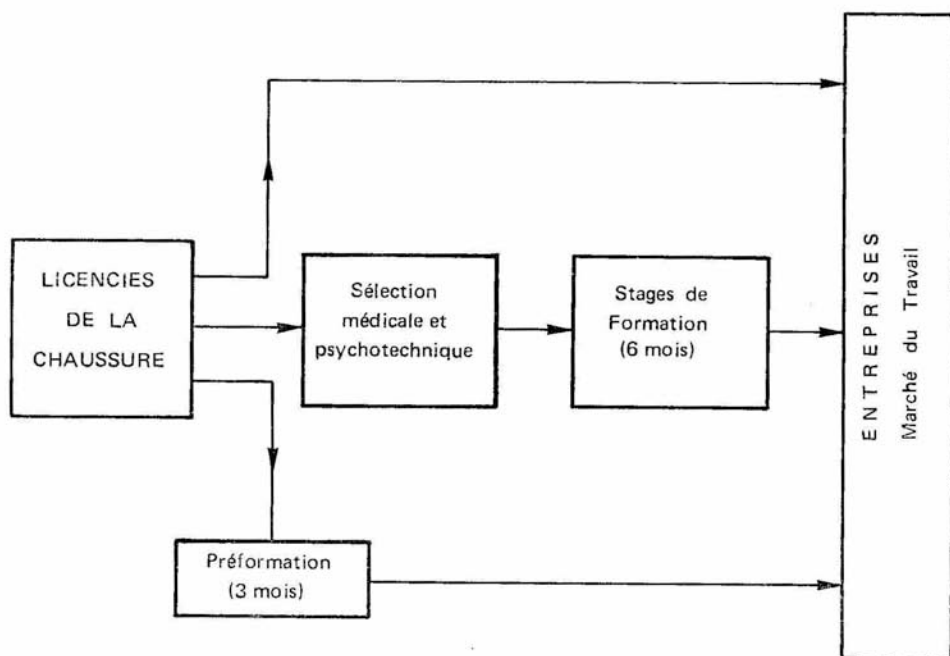 LICENCIES
DE LA
CHAUSSURE
Sélection
médicale et
psychotechnique
Stages de
Formation
(6 mois)
Préformation
(3 mois)
ENTREPRISES
Marché du Travail